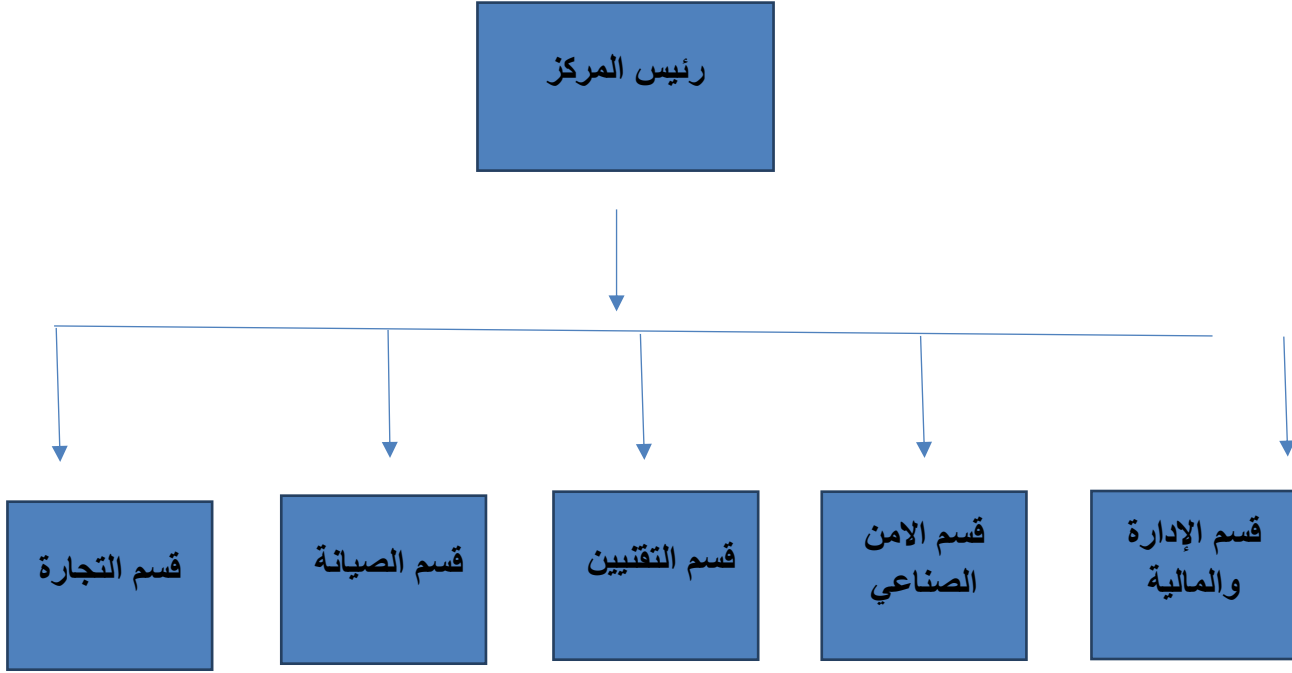 رئيس المركز
قسم الإدارة
والمالية
قسم الامن
الصناعي
قسم التقنيين
قسم الصيانة
قسم التجارة